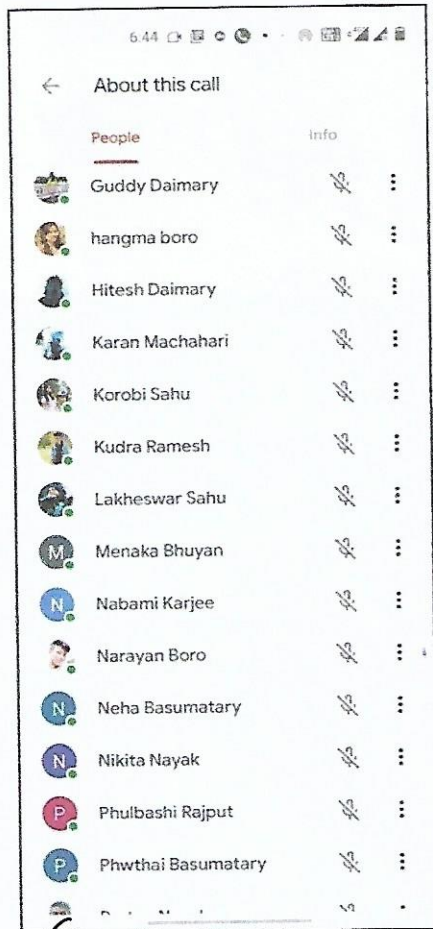 6.44
About this call
People Info
Guddy Daimary
hangma boro
Hitesh Daimary
Karan Machahari
Korobi Sahu
Kudra Ramesh
Lakheswar Sahu
M Menaka Bhuyan
N Nabami Karjee
Narayan Boro
N Neha Basumatary
N Nikita Nayak
P Phulbashi Rajput
P Phwthai Basumatary